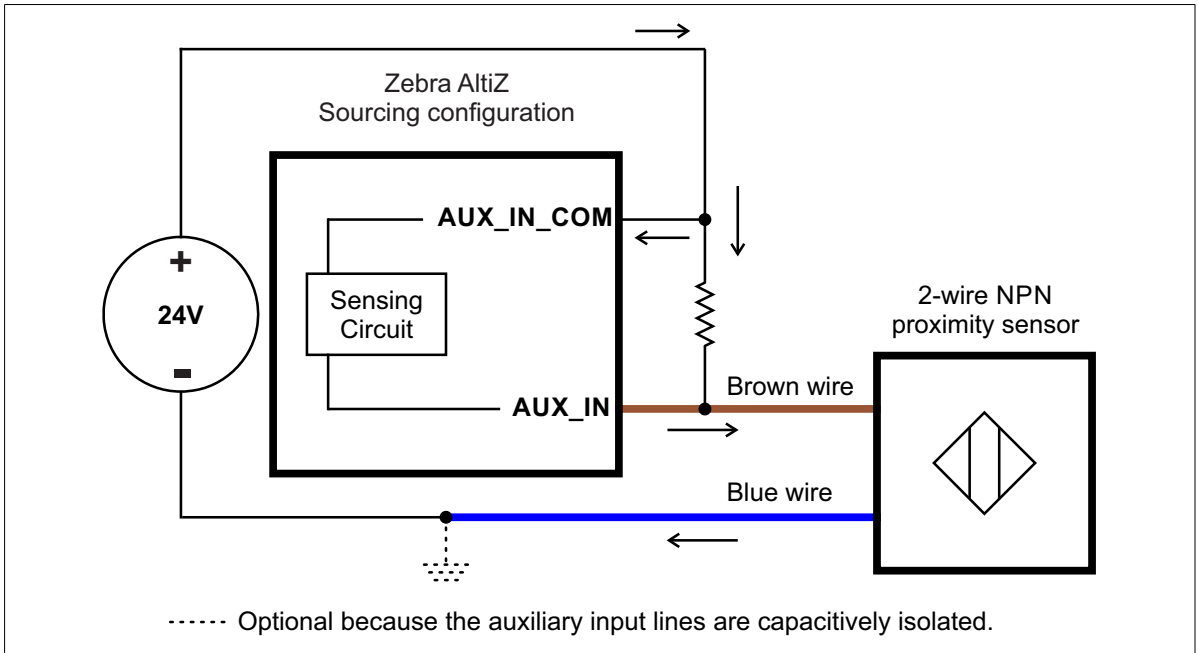 Zebra AltiZ
Sourcing configuration
AUX_IN_COM
+
24V
-
Sensing
Circuit
2-wire NPN
proximity sensor
Brown wire
AUX_IN
Blue wire
Optional because the auxiliary input lines are capacitively isolated.